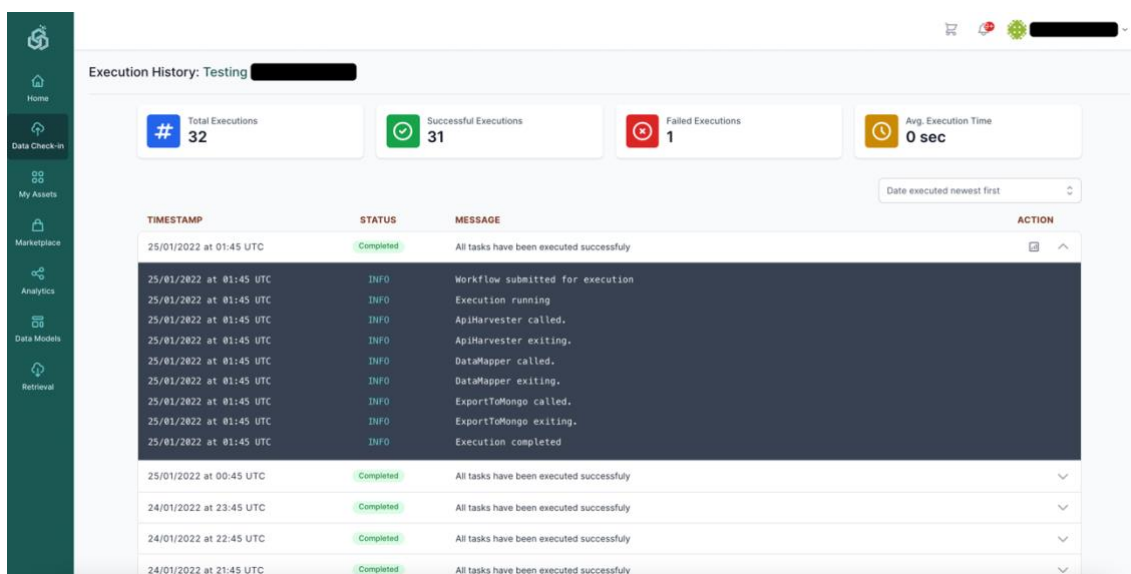 Execution History: Testing
Home
Data Check-in
My Assets
Marketplace
Analytics
Data Models
Retrieval
Total Executions
32
Successful Executions
31
Failed Executions
1
Avg. Execution Time
0 sec
Date executed newest first
TIMESTAMP STATUS MESSAGE ACTION
25/01/2022 at 01:45 UTC Completed All tasks have been executed successfuly
25/01/2022 at 01:45 UTC INFO Workflow submitted for execution
25/01/2022 at 01:45 UTC INFO Execution running
25/01/2022 at 01:45 UTC INFO ApiHarvester called.
25/01/2022 at 01:45 UTC INFO ApiHarvester exiting.
25/01/2022 at 01:45 UTC INFO DataMapper called.
25/01/2022 at 01:45 UTC INFO DataMapper exiting.
25/01/2022 at 01:45 UTC INFO ExportToMongo called.
25/01/2022 at 01:45 UTC INFO ExportToMongo exiting.
25/01/2022 at 01:45 UTC INFO Execution completed
25/01/2022 at 00:45 UTC Completed All tasks have been executed successfuly
24/01/2022 at 23:45 UTC Completed All tasks have been executed successfuly
24/01/2022 at 22:45 UTC Completed All tasks have been executed successfuly
24/01/2022 at 21:45 UTC Completed All tasks have been executed successfuly